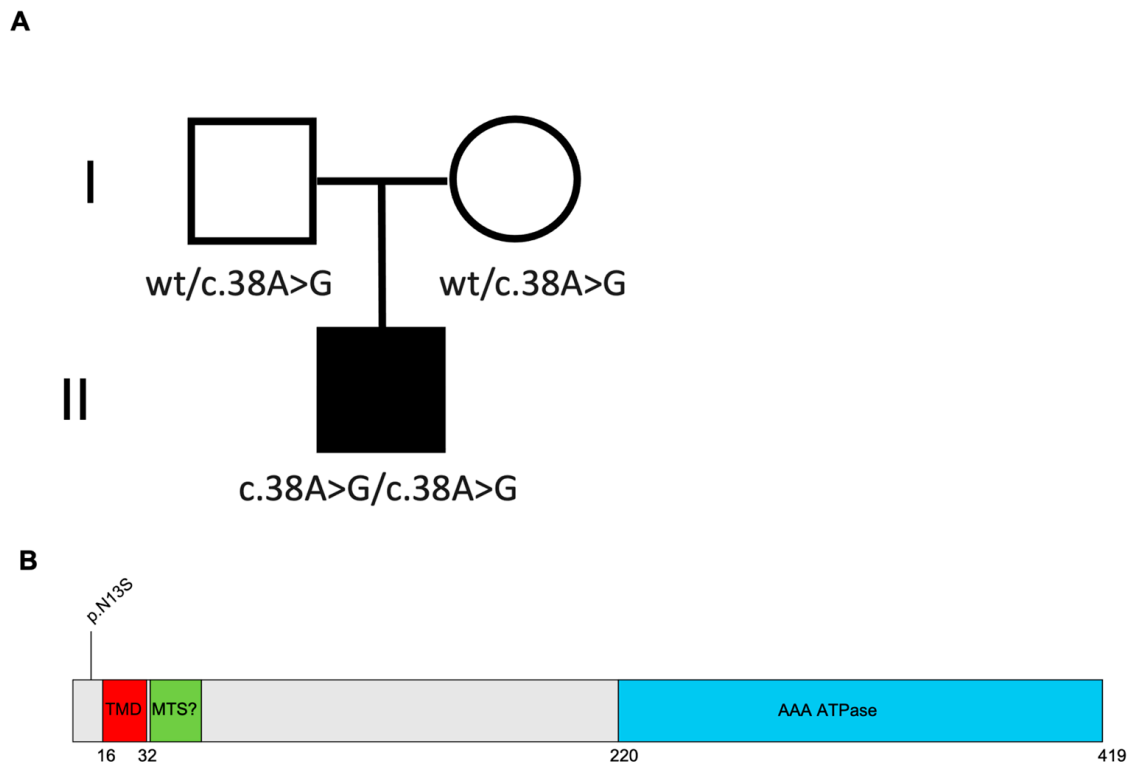 A
I
wt/c.38A>G wt/c.38A>G
II
c.38A>G/c.38A>G
B
p.N13S
TMD MTS? AAA ATPase
16 32 220 419